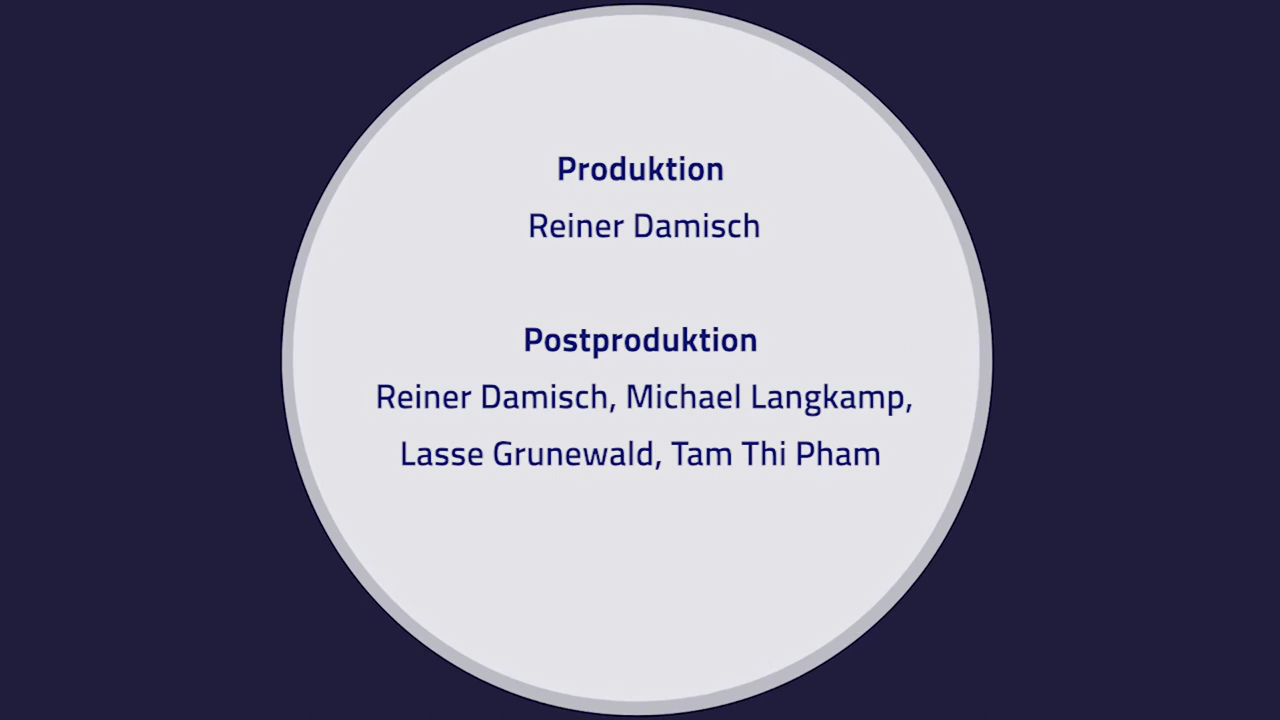 Produktion
Reiner Damisch
Postproduktion
Reiner Damisch, Michael Langkamp,
Lasse Grunewald, Tam Thi Pham